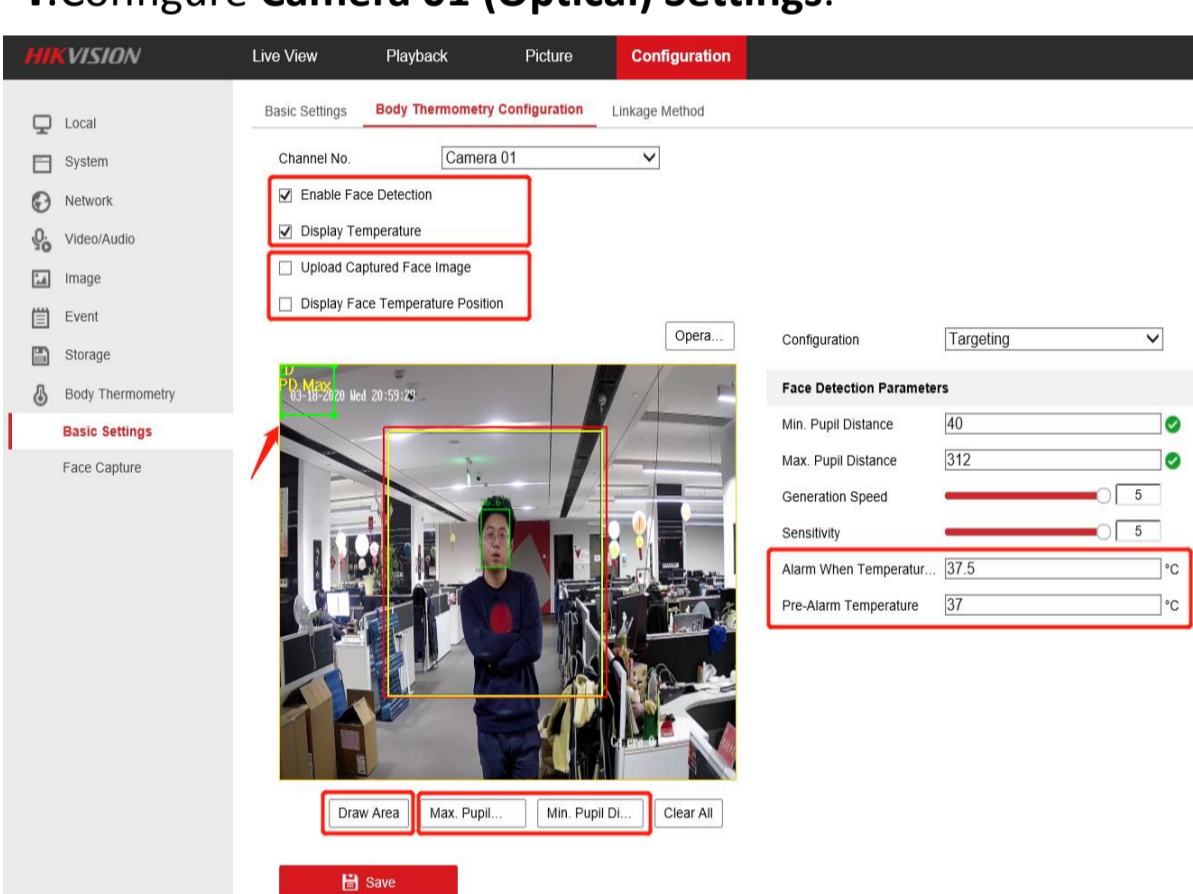 Configure Camera 01 (Optical) Settings.
HIKVISION Live View Playback Picture Configuration
Basic Settings Body Thermometry Configuration Linkage Method
Local
System
Network
Video/Audio
Image
Event
Storage
Body Thermometry
Basic Settings
Face Capture
Channel No. Camera 01
Enable Face Detection
Display Temperature
Upload Captured Face Image
Display Face Temperature Position
Opera...
Configuration Targeting
D
PD Max
03-18-2020 Wed 20:59:29
Face Detection Parameters
Min. Pupil Distance 40
Max. Pupil Distance 312
Generation Speed 5
Sensitivity 5
Alarm When Temperatur... 37.5 °C
Pre-Alarm Temperature 37 °C
Draw Area Max. Pupil... Min. Pupil Di... Clear All
Save